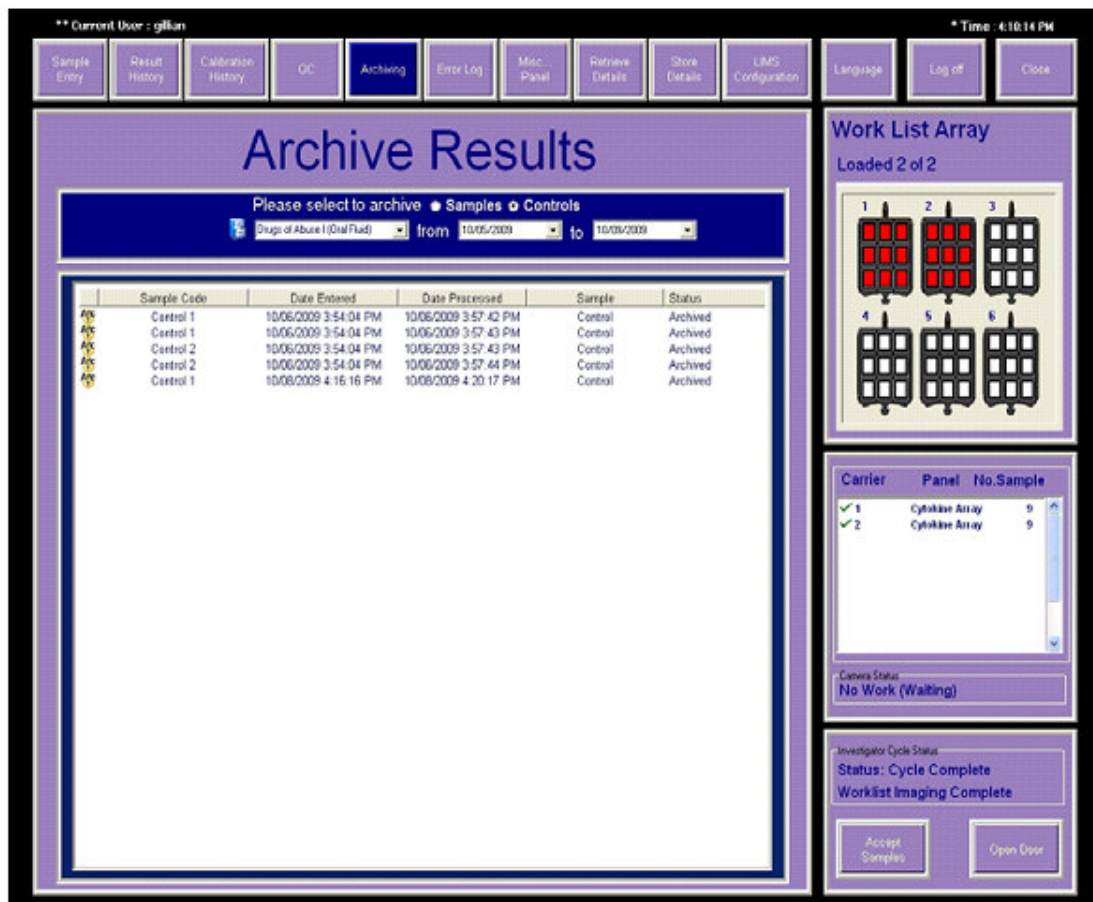 ** Current User : gillian
* Time : 4:10:14 PM
Sample Entry
Result History
Calibration History
QC
Archiving
Error Log
Misc... Panel
Retrieve Details
Store Details
LIMS Configuration
Language
Log off
Close
Archive Results
Please select to archive Samples Controls
Drugs of Abuse I (Oral Fluid) from 10/05/2009 to 10/09/2009
Sample Code Date Entered Date Processed Sample Status
Control 1 10/06/2009 3:54:04 PM 10/06/2009 3:57:42 PM Control Archived
Control 1 10/06/2009 3:54:04 PM 10/06/2009 3:57:43 PM Control Archived
Control 2 10/06/2009 3:54:04 PM 10/06/2009 3:57:43 PM Control Archived
Control 2 10/06/2009 3:54:04 PM 10/06/2009 3:57:44 PM Control Archived
Control 1 10/08/2009 4:16:16 PM 10/08/2009 4:20:17 PM Control Archived
Work List Array
Loaded 2 of 2
1 2 3
4 5 6
Carrier Panel No.Sample
1 Cytokine Array 9
2 Cytokine Array 9
Camera Status
No Work (Waiting)
Investigator Cycle Status
Status: Cycle Complete
Worklist Imaging Complete
Accept Samples
Open Door